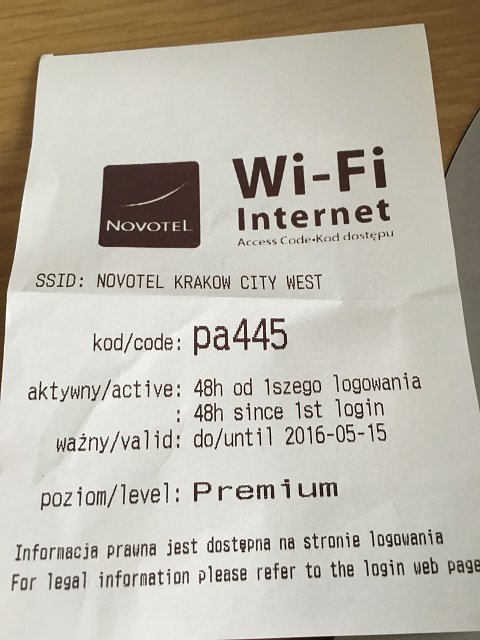 NOVOTEL
Wi-Fi
Internet
Access Code•Kod dostępu
SSID: NOVOTEL KRAKOW CITY WEST
kod/code: pa445
aktywny/active: 48h od 1szego logowania
: 48h since 1st login
ważny/valid: do/until 2016-05-15
poziom/level: Premium
Informacja prawna jest dostępna na stronie logowania
For legal information please refer to the login web page